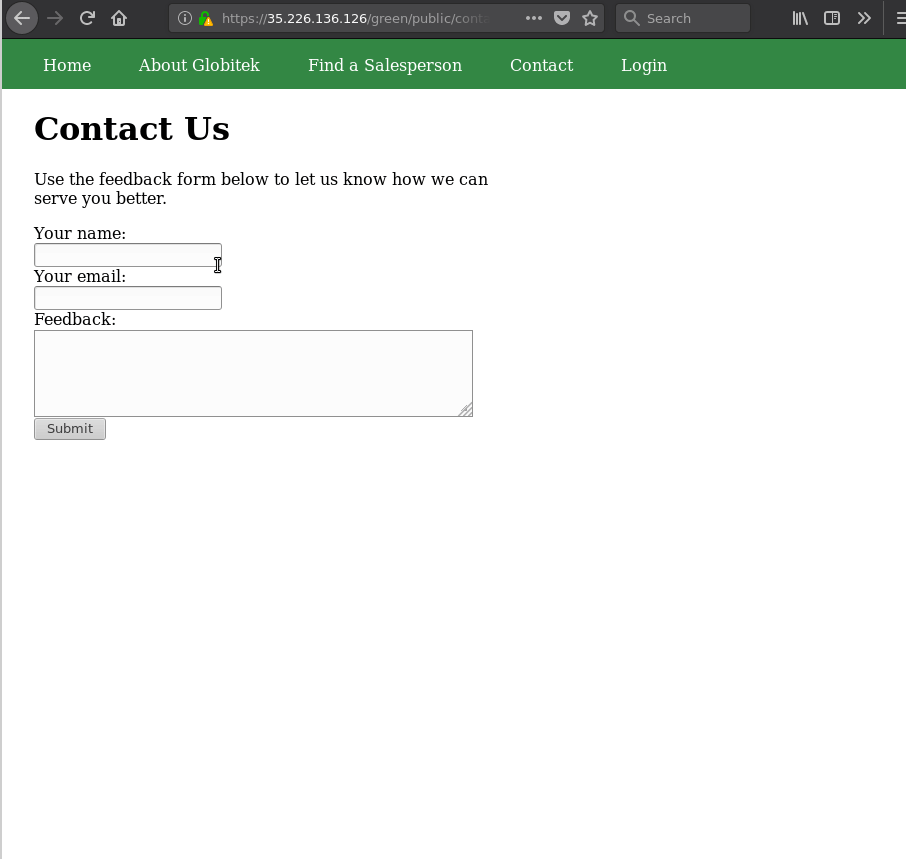 https://35.226.136.126/green/public/conta
Search
Home About Globitek Find a Salesperson Contact Login
Contact Us
Use the feedback form below to let us know how we can
serve you better.
Your name:
Your email:
Feedback:
Submit